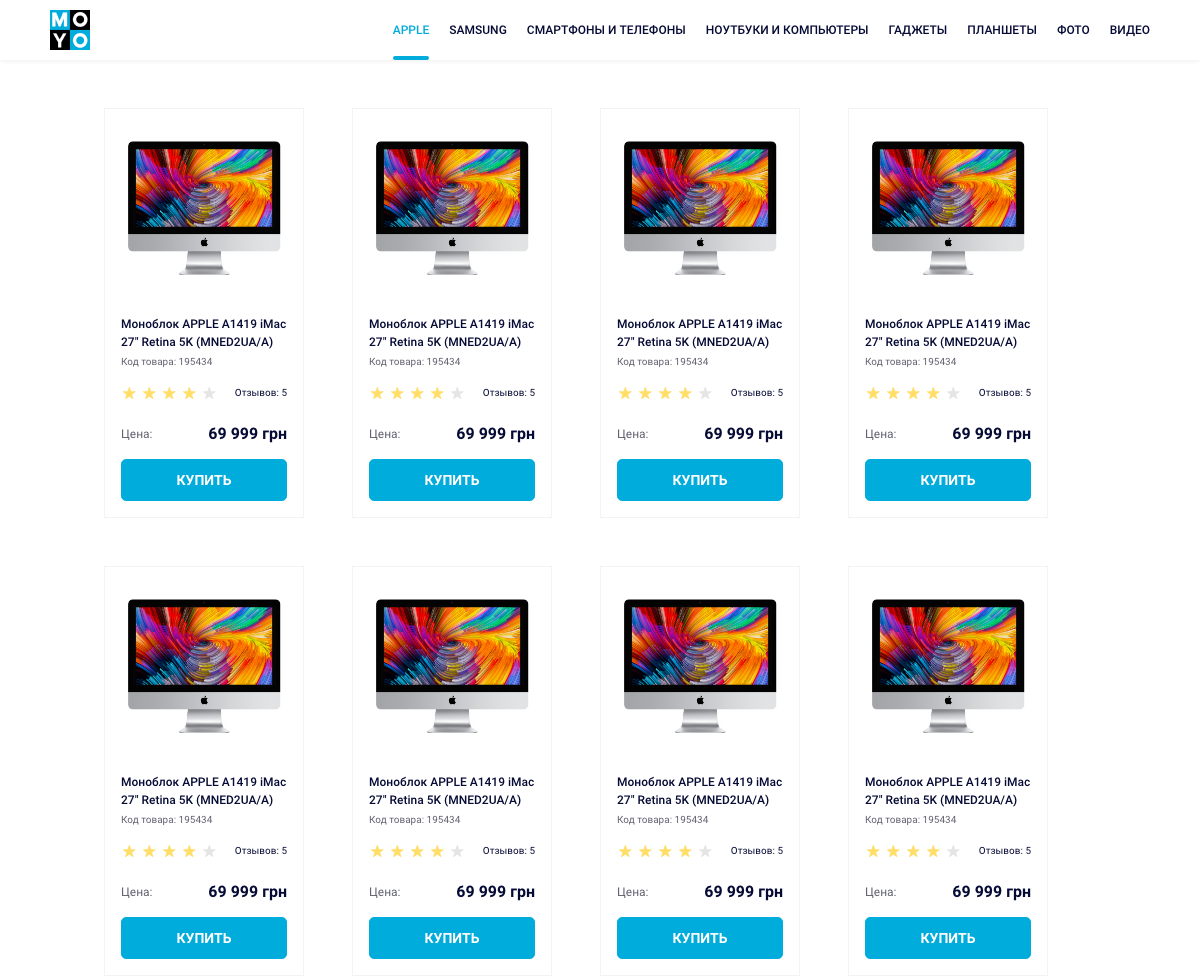 MO
YO
APPLE SAMSUNG СМАРТФОНЫ И ТЕЛЕФОНЫ НОУТБУКИ И КОМПЬЮТЕРЫ ГАДЖЕТЫ ПЛАНШЕТЫ ФОТО ВИДЕО
Моноблок APPLE A1419 iMac
27" Retina 5K (MNED2UA/A)
Код товара: 195434
Отзывов: 5
Цена: 69 999 грн
КУПИТЬ
Моноблок APPLE A1419 iMac
27" Retina 5K (MNED2UA/A)
Код товара: 195434
Отзывов: 5
Цена: 69 999 грн
КУПИТЬ
Моноблок APPLE A1419 iMac
27" Retina 5K (MNED2UA/A)
Код товара: 195434
Отзывов: 5
Цена: 69 999 грн
КУПИТЬ
Моноблок APPLE A1419 iMac
27" Retina 5K (MNED2UA/A)
Код товара: 195434
Отзывов: 5
Цена: 69 999 грн
КУПИТЬ
Моноблок APPLE A1419 iMac
27" Retina 5K (MNED2UA/A)
Код товара: 195434
Отзывов: 5
Цена: 69 999 грн
КУПИТЬ
Моноблок APPLE A1419 iMac
27" Retina 5K (MNED2UA/A)
Код товара: 195434
Отзывов: 5
Цена: 69 999 грн
КУПИТЬ
Моноблок APPLE A1419 iMac
27" Retina 5K (MNED2UA/A)
Код товара: 195434
Отзывов: 5
Цена: 69 999 грн
КУПИТЬ
Моноблок APPLE A1419 iMac
27" Retina 5K (MNED2UA/A)
Код товара: 195434
Отзывов: 5
Цена: 69 999 грн
КУПИТЬ